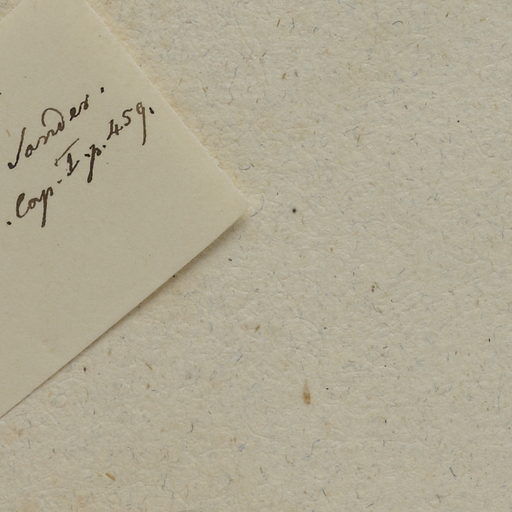 Sonder.
. Cap. I. p. 459.